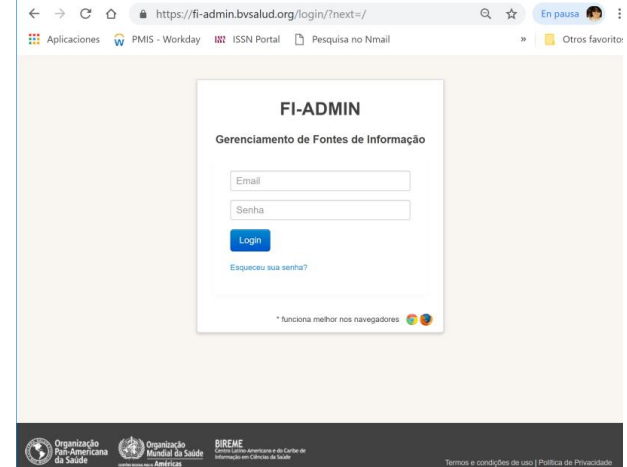 https://fi-admin.bvsalud.org/login/?next=/
En pausa
Aplicaciones
PMIS - Workday
ISSN Portal
Pesquisa no Nmail
»
Otros favoritos
FI-ADMIN
Gerenciamento de Fontes de Informação
Email
Senha
Login
Esqueceu sua senha?
* funciona melhor nos navegadores
Organização
Pan-Americana
da Saúde
Organização
Mundial da Saúde
Américas
BIREME
Centro Latino-Americano e do Caribe de
Informação em Ciências da Saúde
Termos e condições de uso | Política de Privacidade